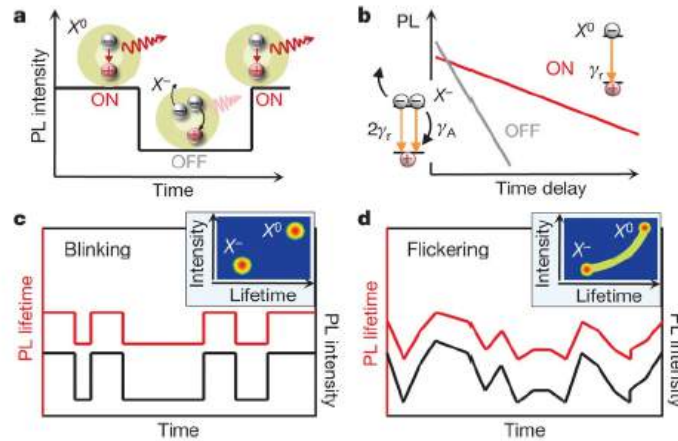 a
X⁰
PL intensity
ON
X⁻
OFF
ON
Time
b
PL
X⁰
ON
γr
X⁻
2γr
γA
OFF
Time delay
c
Blinking
Intensity
X⁻
X⁰
Lifetime
PL lifetime
PL intensity
Time
d
Flickering
Intensity
X⁻
X⁰
Lifetime
PL lifetime
PL intensity
Time